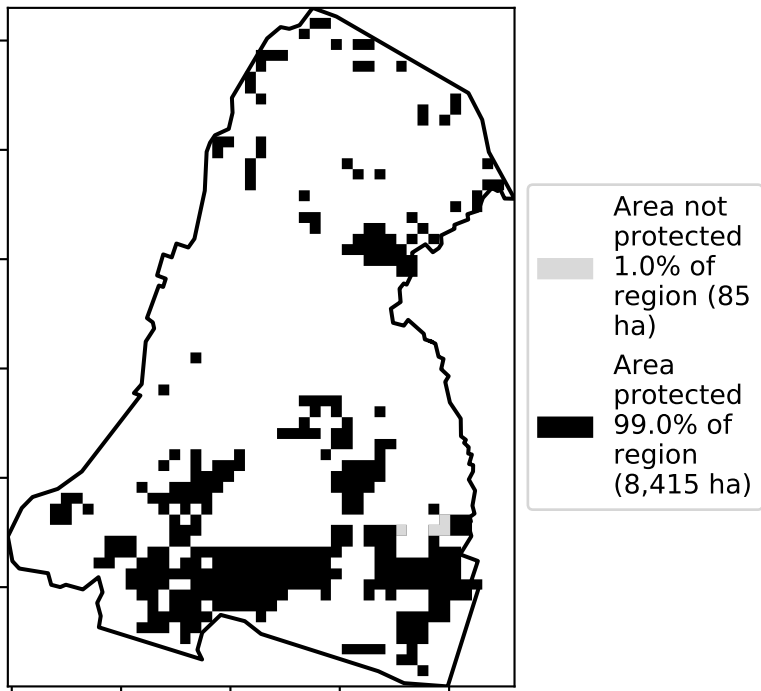 Area not
protected
1.0% of
region (85
ha)
Area
protected
99.0% of
region
(8,415 ha)